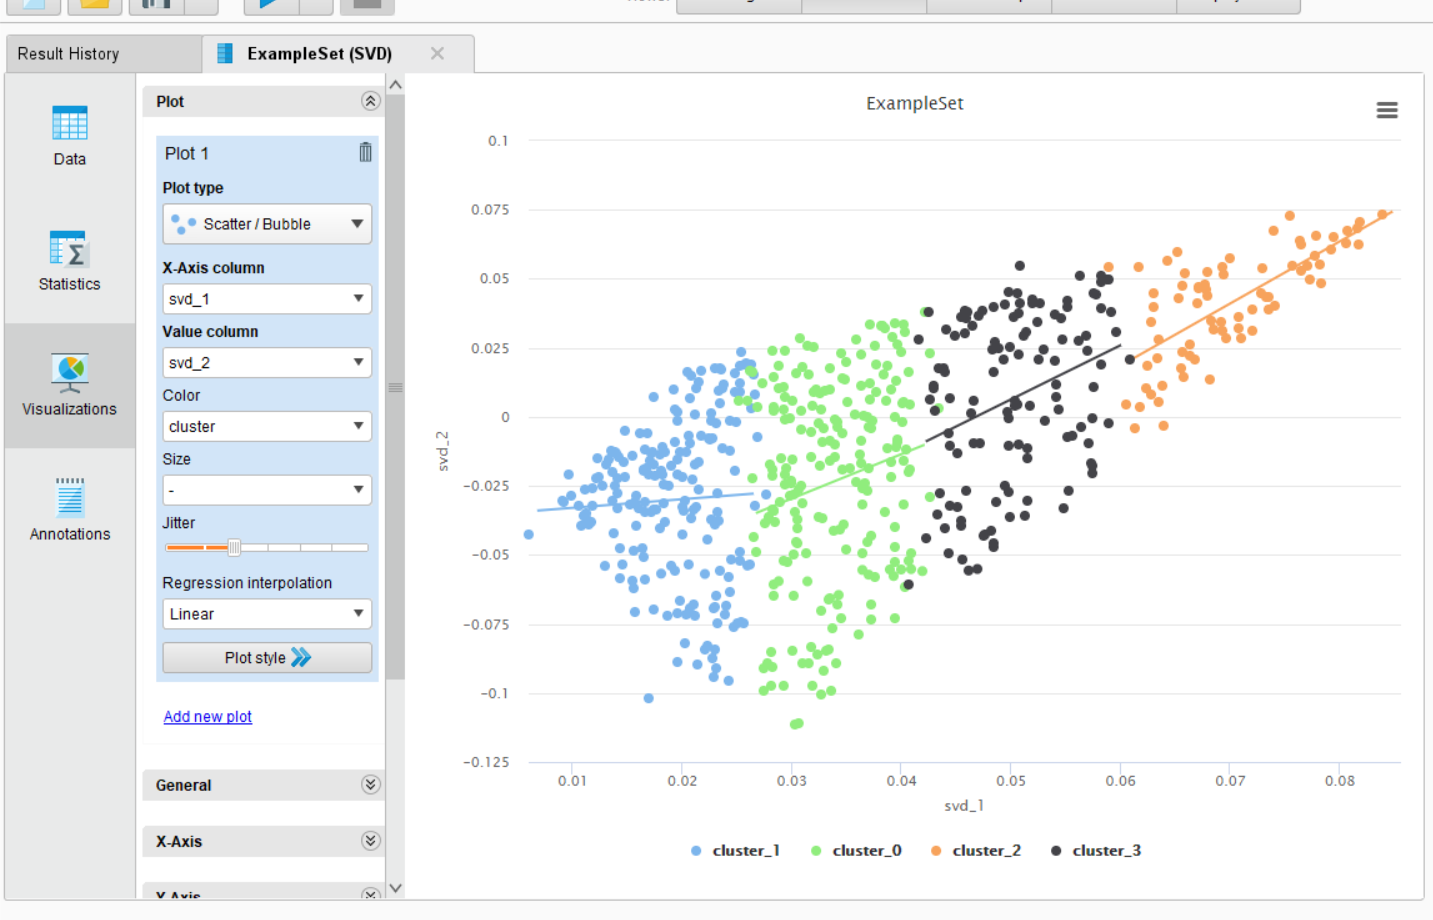 Result History
ExampleSet (SVD)
Data
Statistics
Visualizations
Annotations
Plot
Plot 1
Plot type
Scatter / Bubble
X-Axis column
svd_1
Value column
svd_2
Color
cluster
Size
-
Jitter
Regression interpolation
Linear
Plot style
Add new plot
General
X-Axis
Y Axis
ExampleSet
0.1
0.075
0.05
0.025
0
−0.025
−0.05
−0.075
−0.1
−0.125
svd_2
0.01 0.02 0.03 0.04 0.05 0.06 0.07 0.08
svd_1
cluster_1 cluster_0 cluster_2 cluster_3